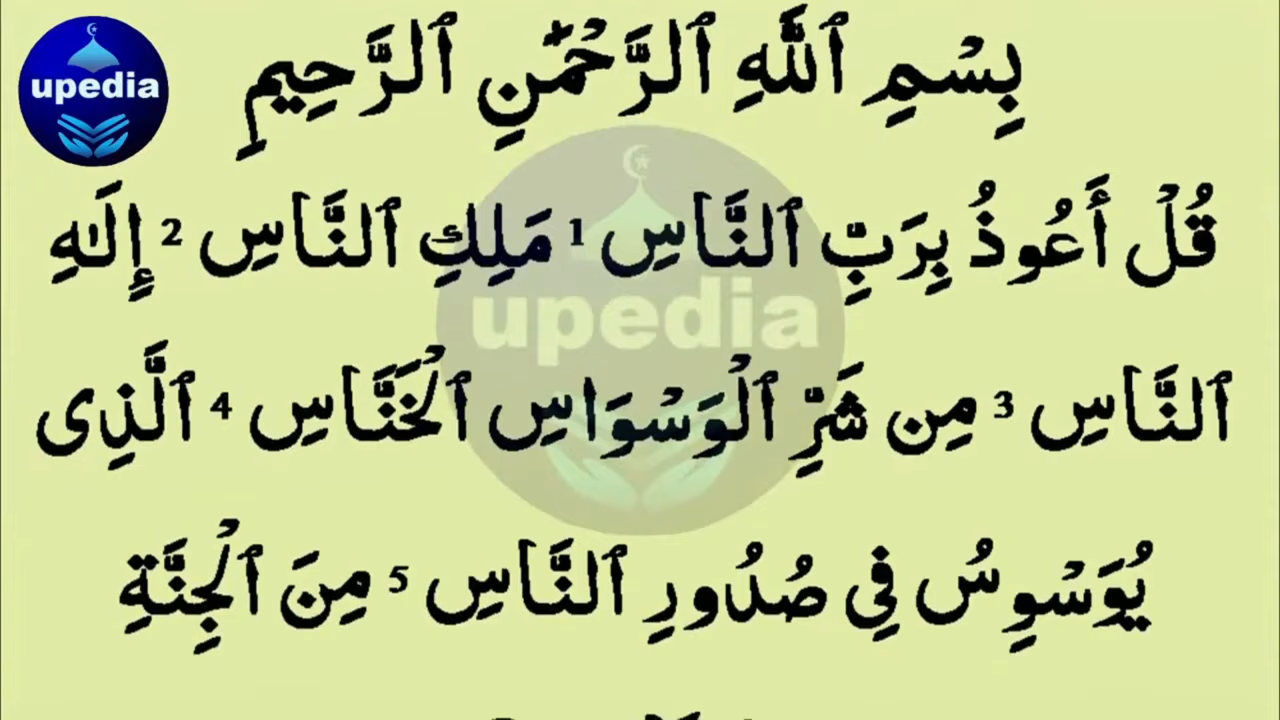 upedia
بِسْمِ ٱللَّهِ ٱلرَّحْمَٰنِ ٱلرَّحِيمِ
قُلْ أَعُوذُ بِرَبِّ ٱلنَّاسِ 1 مَلِكِ ٱلنَّاسِ 2 إِلَٰهِ
upedia
ٱلنَّاسِ 3 مِن شَرِّ ٱلْوَسْوَاسِ ٱلْخَنَّاسِ 4 ٱلَّذِى
يُوَسْوِسُ فِى صُدُورِ ٱلنَّاسِ 5 مِنَ ٱلْجِنَّةِ